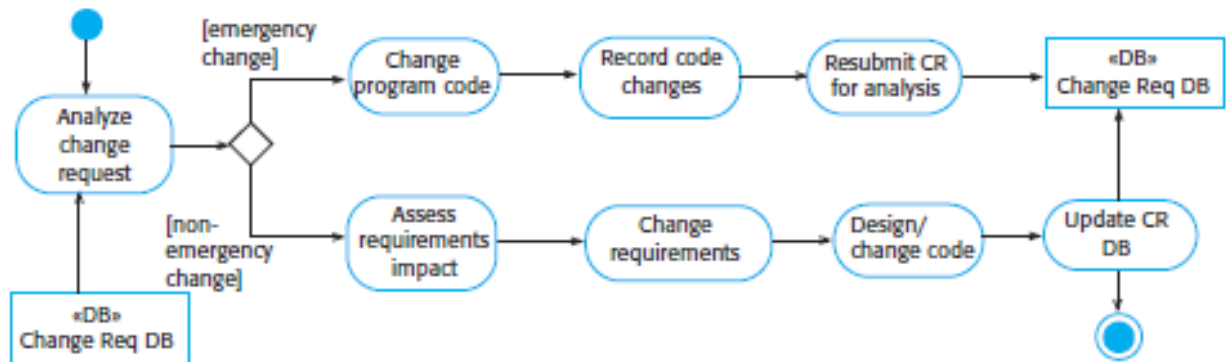 [emergency
change]
Change
program code
Record code
changes
Resubmit CR
for analysis
«DB»
Change Req DB
Analyze
change
request
[non-
emergency
change]
Assess
requirements
impact
Change
requirements
Design/
change code
Update CR
DB
«DB»
Change Req DB